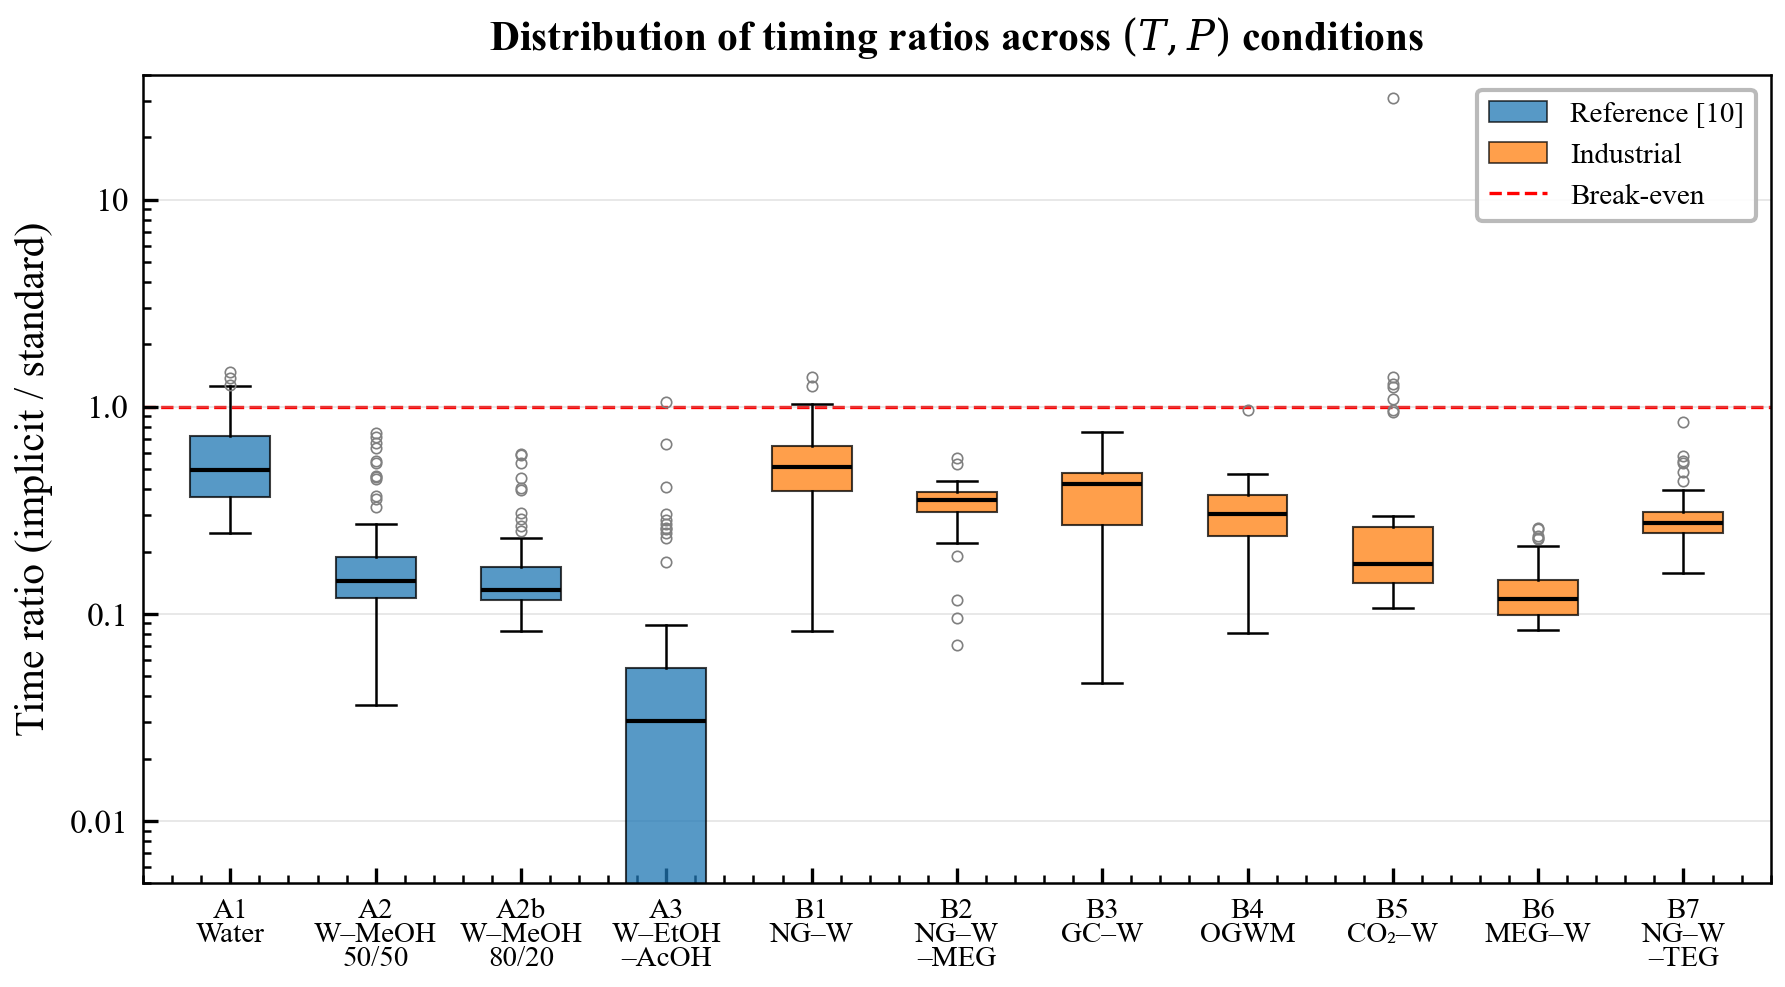 Distribution of timing ratios across (T, P) conditions
Time ratio (implicit / standard)
10
1.0
0.1
0.01
Reference [10]
Industrial
Break-even
A1
Water
A2
W–MeOH
50/50
A2b
W–MeOH
80/20
A3
W–EtOH
–AcOH
B1
NG–W
B2
NG–W
–MEG
B3
GC–W
B4
OGWM
B5
CO₂–W
B6
MEG–W
B7
NG–W
–TEG